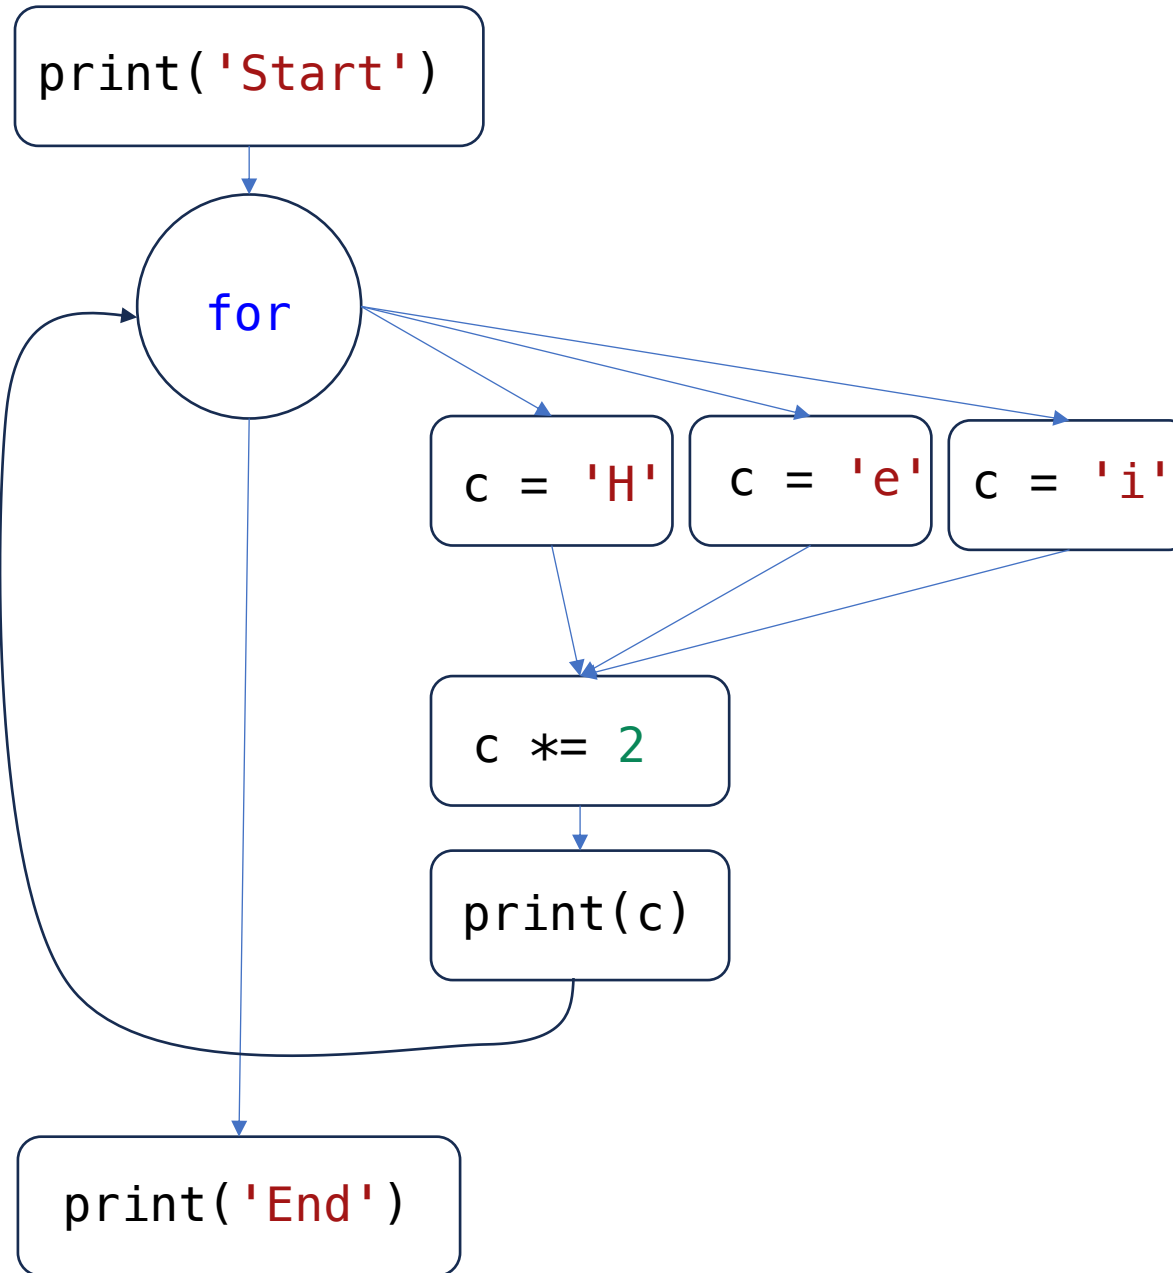 print('Start')
for
c = 'H'
c = 'e'
c = 'i'
c *= 2
print(c)
print('End')